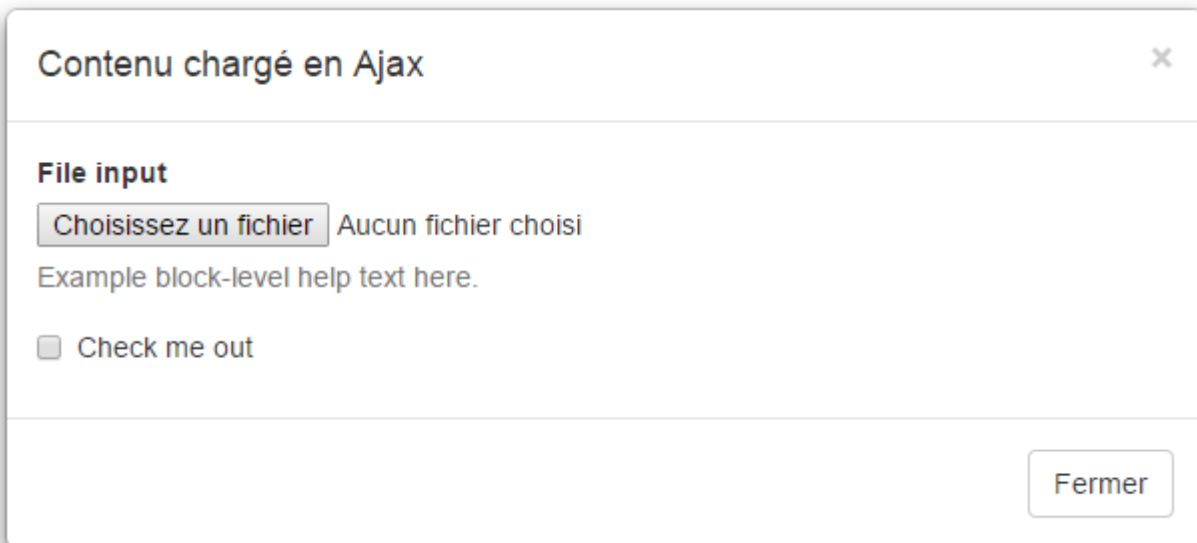 Contenu chargé en Ajax ×
File input
Choisissez un fichier Aucun fichier choisi
Example block-level help text here.
Check me out
Fermer